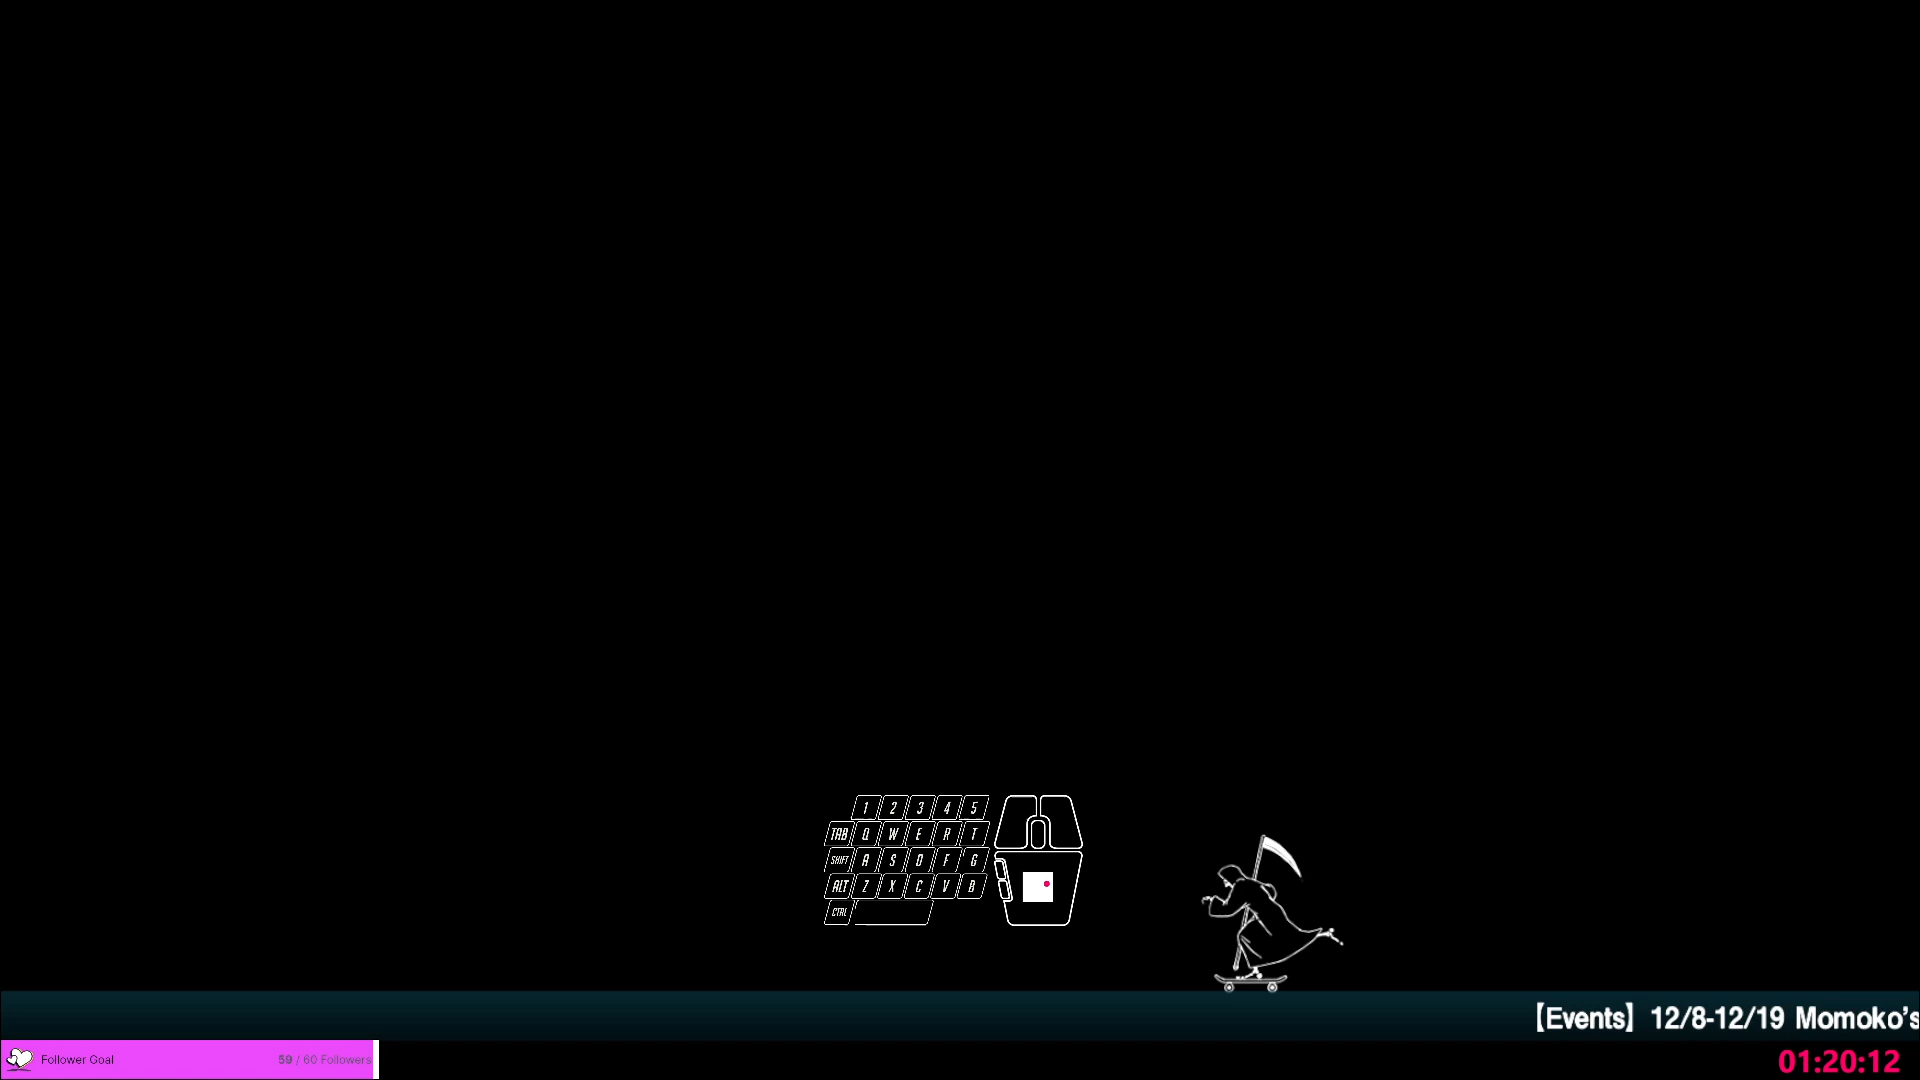 1 2 3 4 5
TAB Q W E R T
SHIFT A S D F G
ALT Z X C V B
CTRL
【Events】 12/8-12/19 Momoko's
Follower Goal 59 / 60 Followers
01:20:12